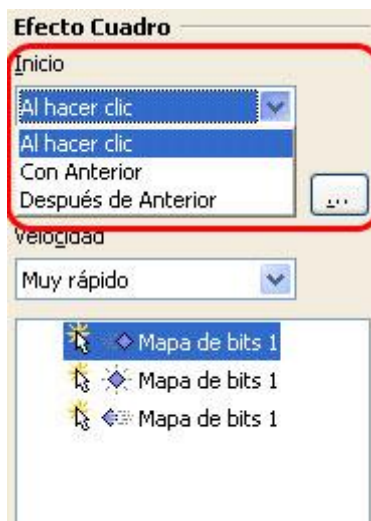 Efecto Cuadro
Inicio
Al hacer clic
Al hacer clic
Con Anterior
Después de Anterior
...
Velocidad
Muy rápido
Mapa de bits 1
Mapa de bits 1
Mapa de bits 1